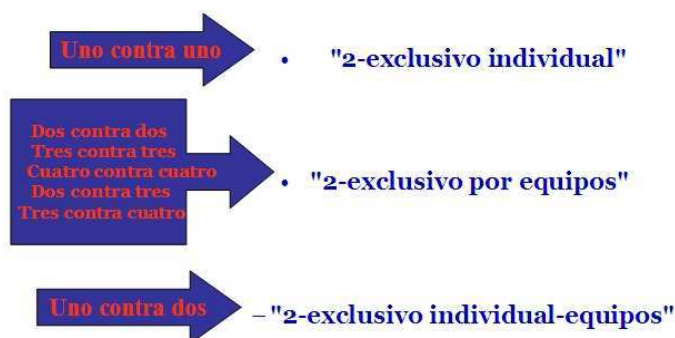 Uno contra uno
• "2-exclusivo individual"
Dos contra dos
Tres contra tres
Cuatro contra cuatro
Dos contra tres
Tres contra cuatro
• "2-exclusivo por equipos"
Uno contra dos
– "2-exclusivo individual-equipos"